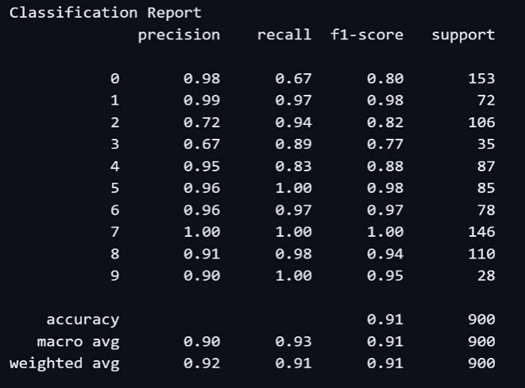 Classification Report
precision recall f1-score support
0 0.98 0.67 0.80 153
1 0.99 0.97 0.98 72
2 0.72 0.94 0.82 106
3 0.67 0.89 0.77 35
4 0.95 0.83 0.88 87
5 0.96 1.00 0.98 85
6 0.96 0.97 0.97 78
7 1.00 1.00 1.00 146
8 0.91 0.98 0.94 110
9 0.90 1.00 0.95 28
accuracy 0.91 900
macro avg 0.90 0.93 0.91 900
weighted avg 0.92 0.91 0.91 900